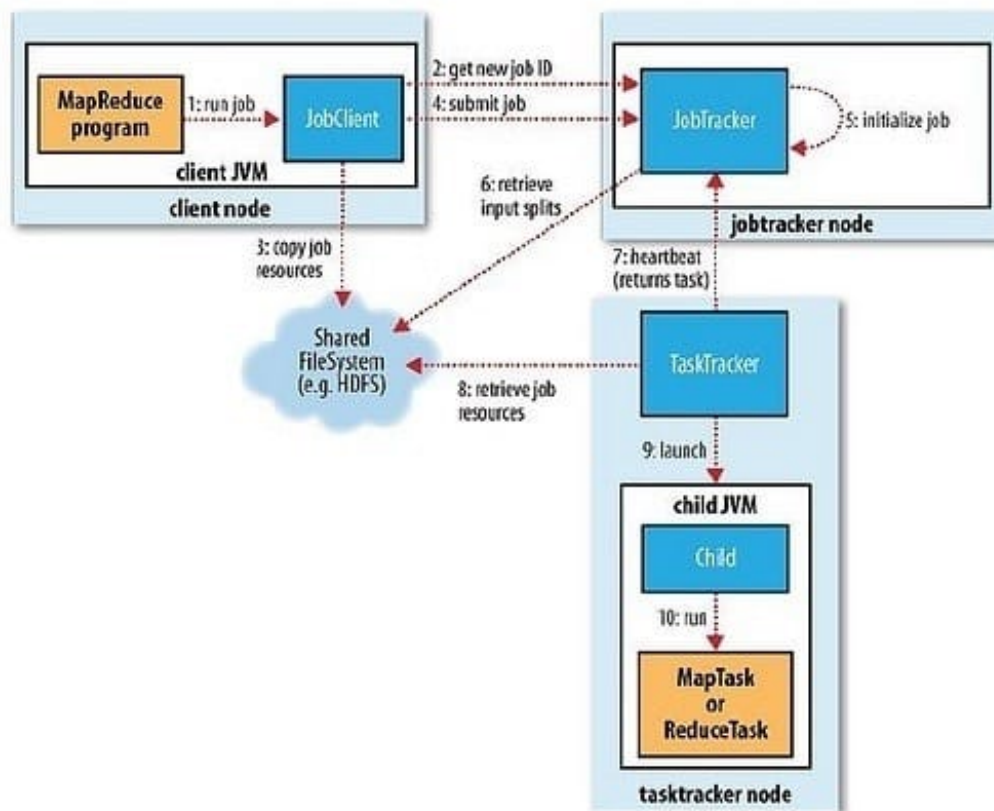 MapReduce
program
1: run job
JobClient
2: get new job ID
4: submit job
JobTracker
5: initialize job
client JVM
client node
jobtracker node
6: retrieve
input splits
3: copy job
resources
7: heartbeat
(returns task)
Shared
FileSystem
(e.g. HDFS)
TaskTracker
8: retrieve job
resources
9: launch
child JVM
Child
10: run
MapTask
or
ReduceTask
tasktracker node